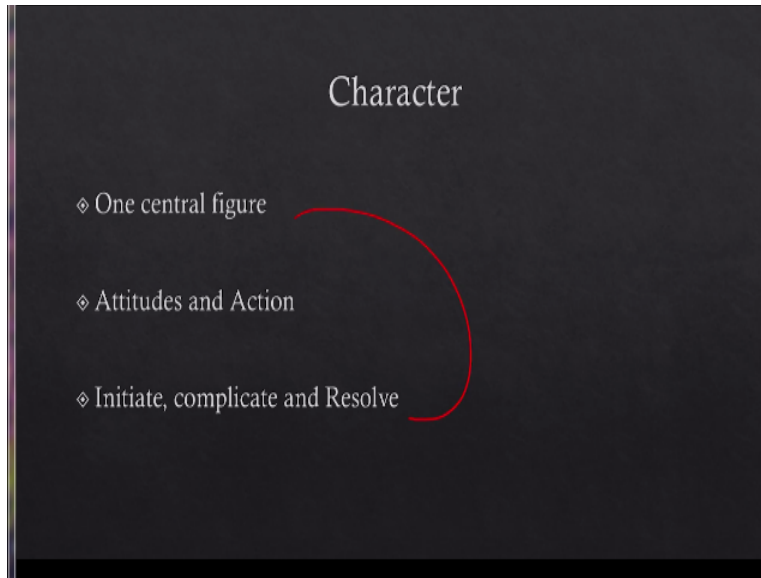 Character
One central figure
Attitudes and Action
Initiate, complicate and Resolve